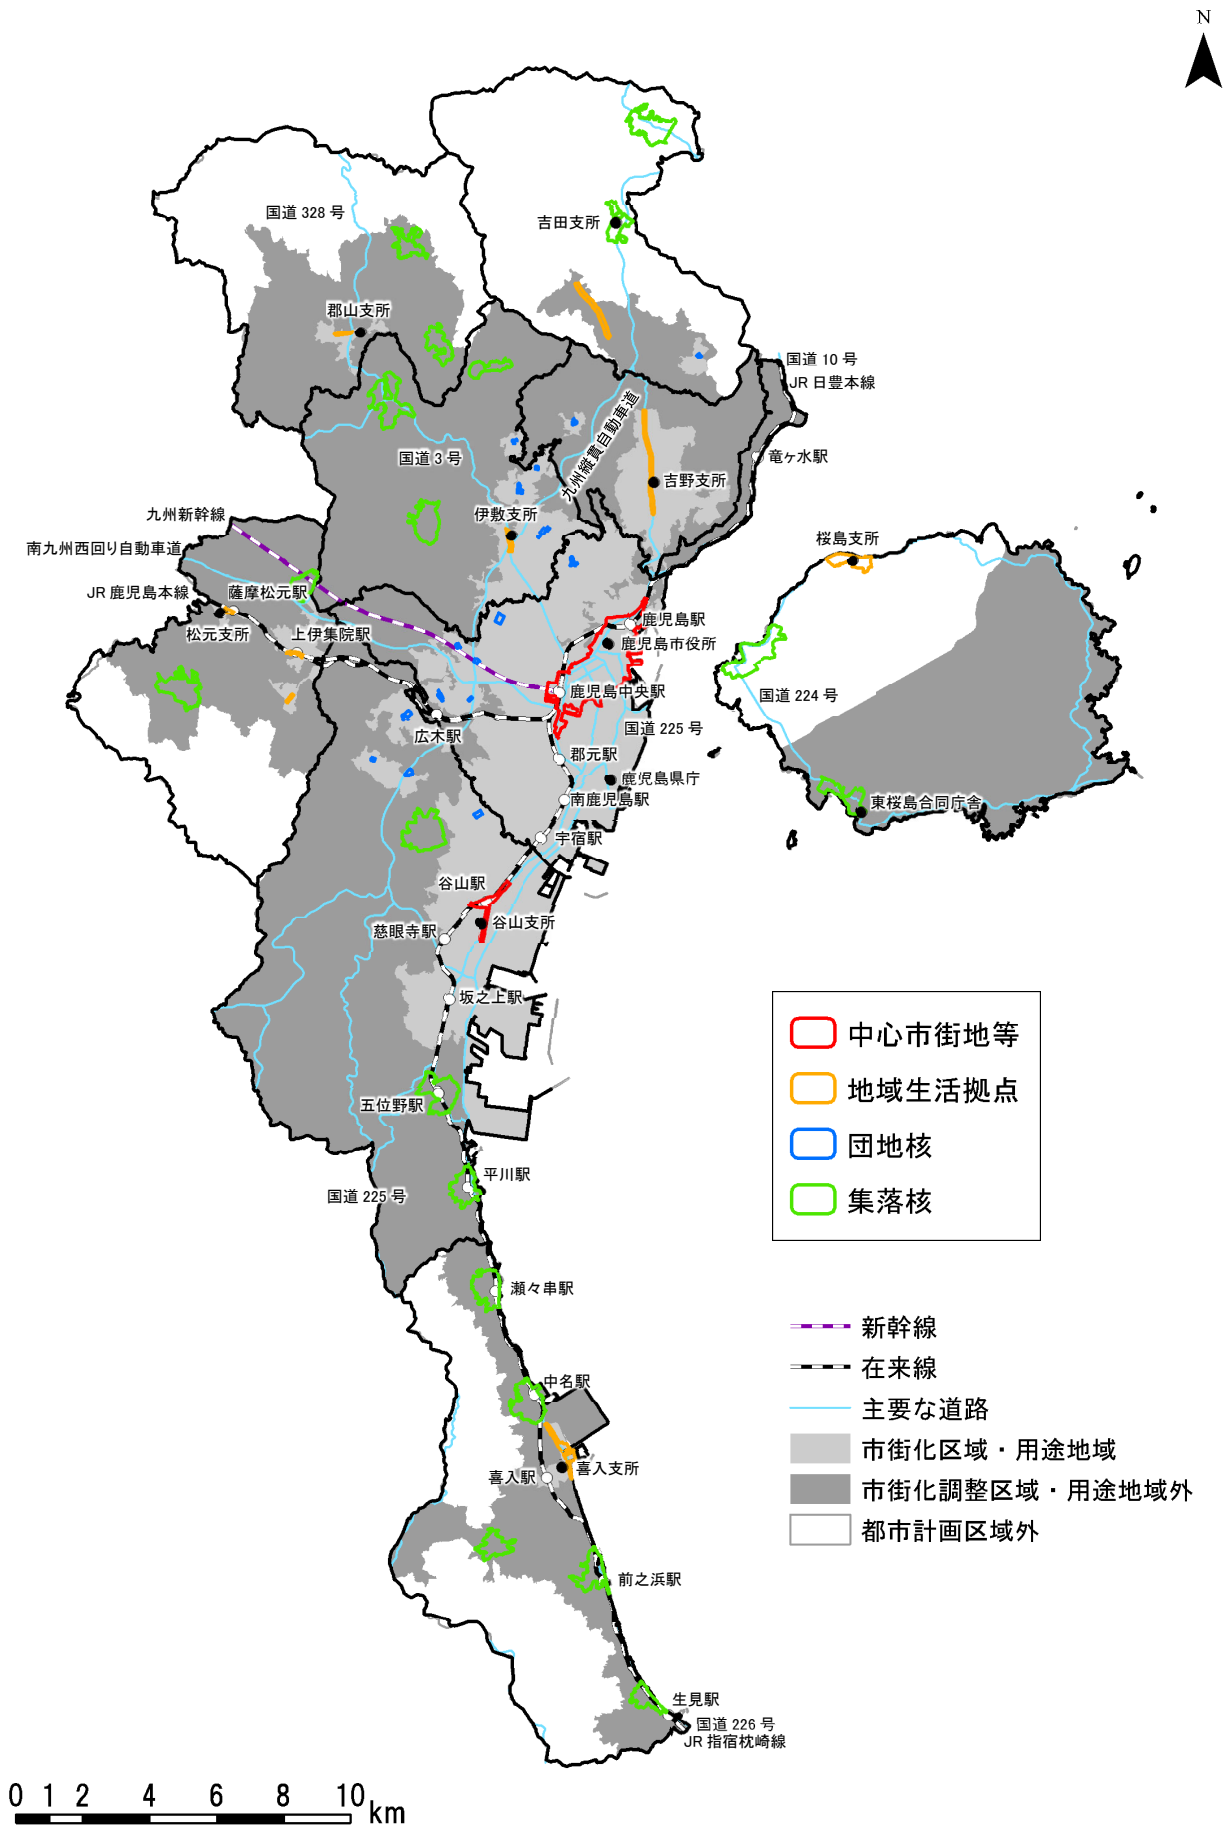 N
国道 328 号
吉田支所
郡山支所
国道 10 号
JR 日豊本線
九州縦貫自動車道
国道 3 号
竜ヶ水駅
吉野支所
九州新幹線
伊敷支所
南九州西回り自動車道
桜島支所
JR 鹿児島本線
薩摩松元駅
松元支所
上伊集院駅
鹿児島駅
鹿児島市役所
鹿児島中央駅
国道 224 号
広木駅
国道 225 号
郡元駅
鹿児島県庁
南鹿児島駅
東桜島合同庁舎
宇宿駅
谷山駅
谷山支所
慈眼寺駅
坂之上駅
五位野駅
平川駅
国道 225 号
瀬々串駅
中名駅
喜入駅
喜入支所
前之浜駅
生見駅
国道 226 号
JR 指宿枕崎線
中心市街地等
地域生活拠点
団地核
集落核
新幹線
在来線
主要な道路
市街化区域・用途地域
市街化調整区域・用途地域外
都市計画区域外
0 1 2 4 6 8 10 km